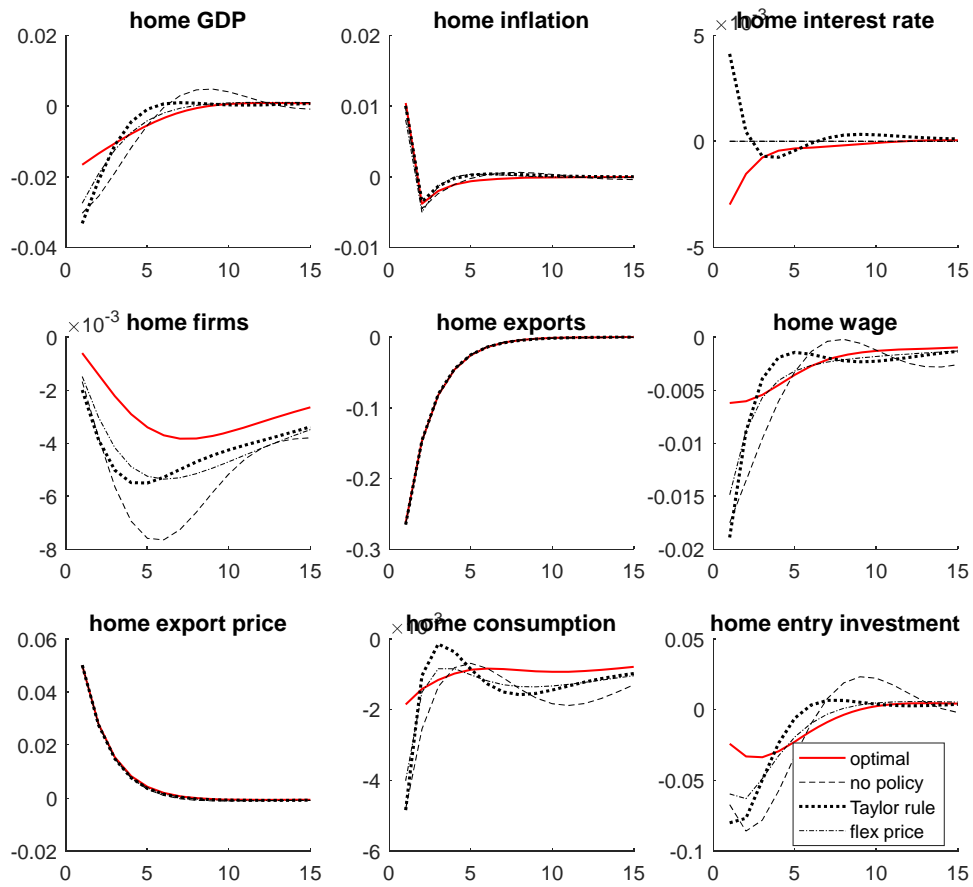 home GDP
0.02
0
-0.02
-0.04
0 5 10 15
home inflation
0.02
0.01
0
-0.01
0 5 10 15
home interest rate
×10-3
5
0
-5
0 5 10 15
home firms
×10-3
0
-2
-4
-6
-8
0 5 10 15
home exports
0
-0.1
-0.2
-0.3
0 5 10 15
home wage
0
-0.005
-0.01
-0.015
-0.02
0 5 10 15
home export price
0.06
0.04
0.02
0
-0.02
0 5 10 15
home consumption
×10-3
0
-2
-4
-6
0 5 10 15
home entry investment
0.05
0
-0.05
-0.1
0 5 10 15
optimal
no policy
Taylor rule
flex price